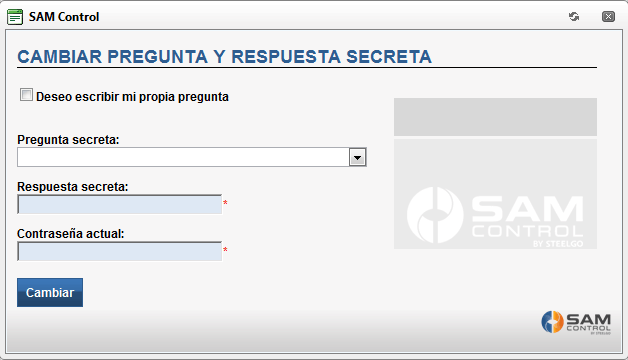 SAM Control
CAMBIAR PREGUNTA Y RESPUESTA SECRETA
Deseo escribir mi propia pregunta
Pregunta secreta:
Respuesta secreta:
*
Contraseña actual:
*
Cambiar
SAM
CONTROL
BY STEELGO
SAM
CONTROL
BY STEELGO